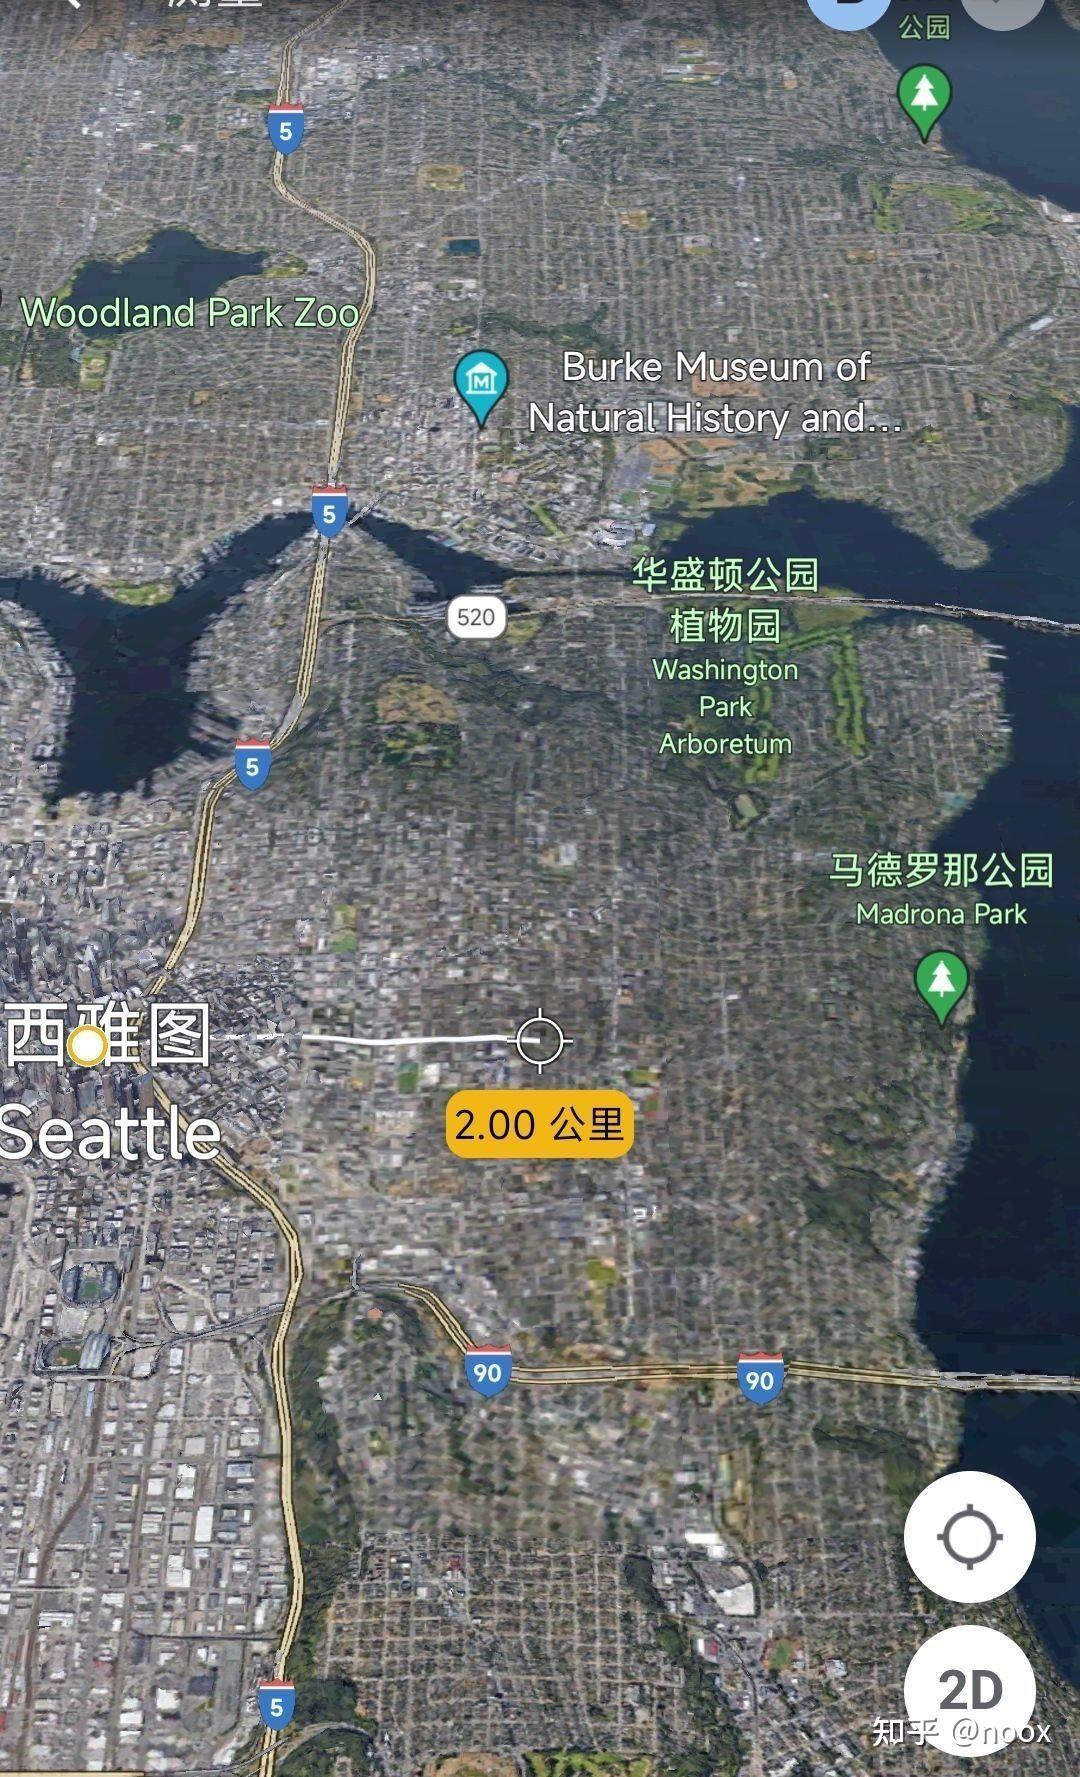 公园
5
Woodland Park Zoo
Burke Museum of
Natural History and...
5
华盛顿公园
植物园
Washington
Park
Arboretum
520
5
马德罗那公园
Madrona Park
西雅图
Seattle
2.00 公里
90
90
5
2D
知乎 @noox